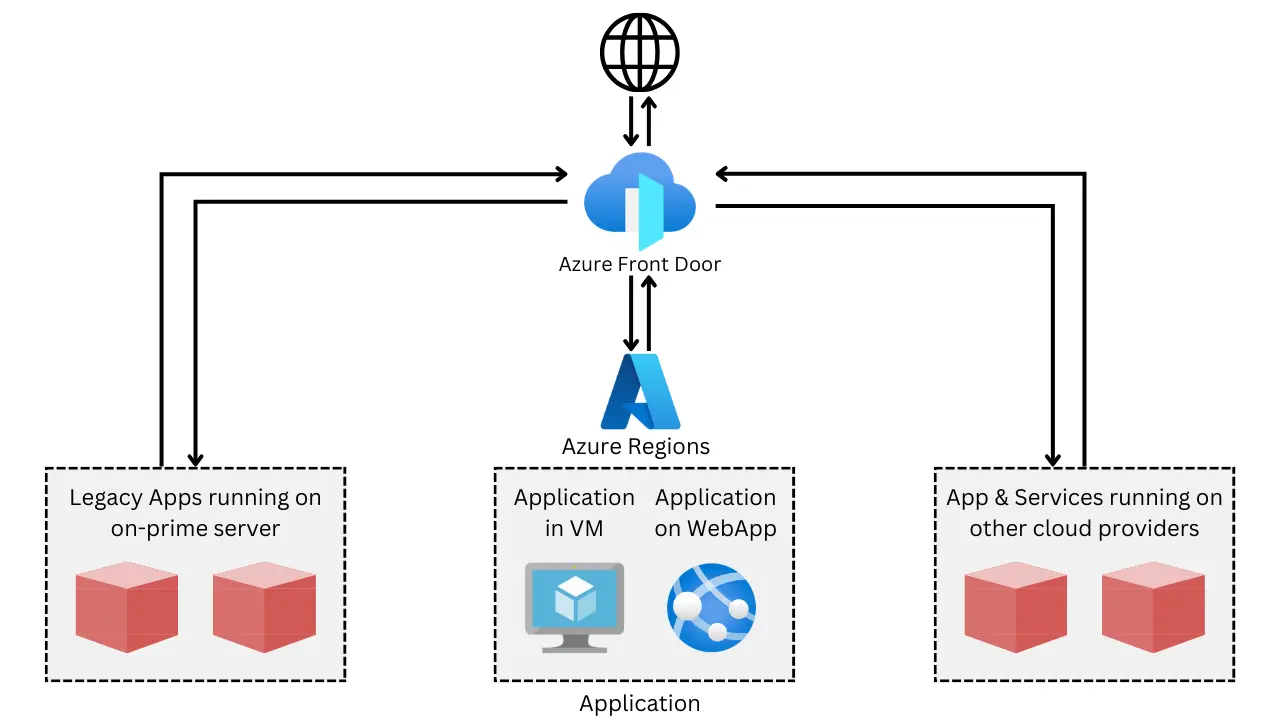 Azure Front Door
Azure Regions
Legacy Apps running on
on-prime server
Application
in VM
Application
on WebApp
App & Services running on
other cloud providers
Application